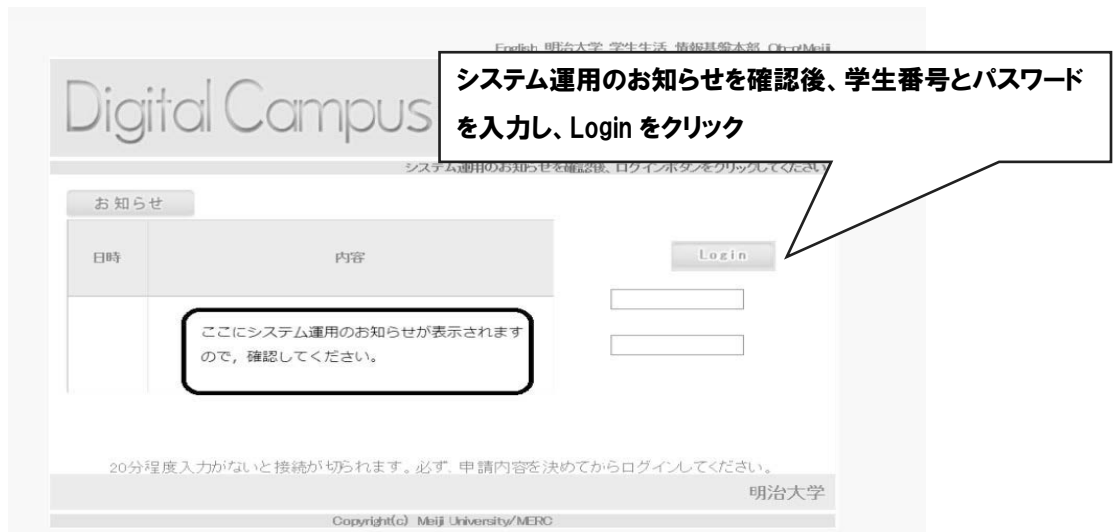 English 明治大学 学生生活 情報基盤本部 Oh-o!Meiji
Digital Campus
システム運用のお知らせを確認後、学生番号とパスワード
を入力し、Login をクリック
システム運用のお知らせを確認後、ログインボタンをクリックしてください
お知らせ
日時
内容
Login
ここにシステム運用のお知らせが表示されます
ので，確認してください。
20分程度入力がないと接続が切られます。必ず、申請内容を決めてからログインしてください。
明治大学
Copyright(c) Meiji University/MERC